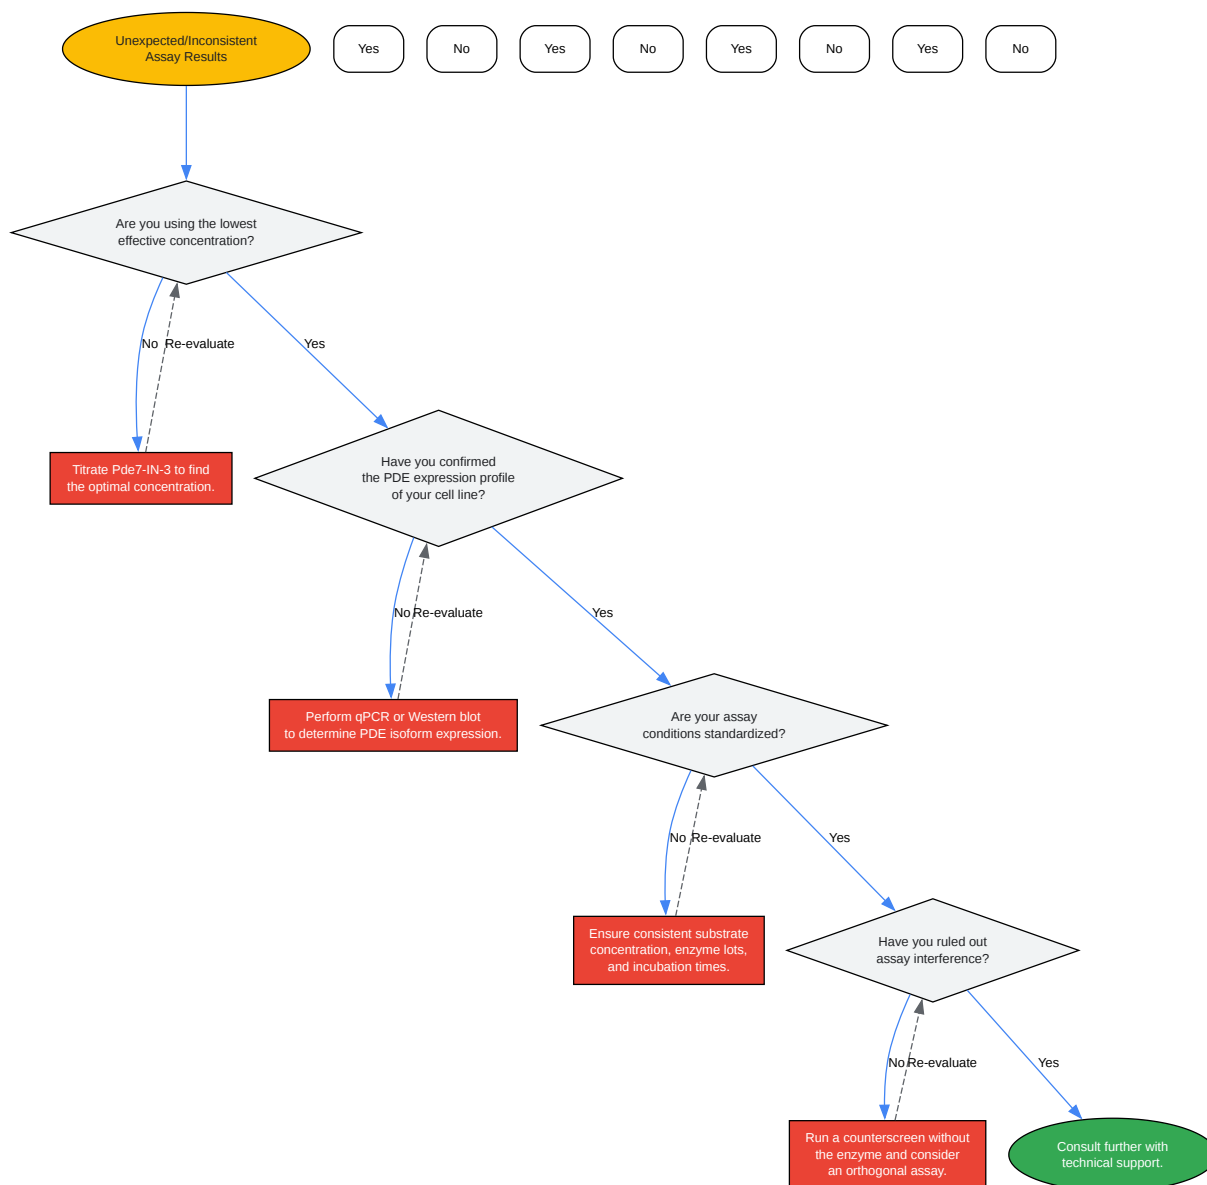 Unexpected/Inconsistent
Assay Results
Yes
No
Yes
No
Yes
No
Yes
No
Are you using the lowest
effective concentration?
No
Re-evaluate
Yes
Titrate Pde7-IN-3 to find
the optimal concentration.
Have you confirmed
the PDE expression profile
of your cell line?
No
Re-evaluate
Yes
Perform qPCR or Western blot
to determine PDE isoform expression.
Are your assay
conditions standardized?
No
Re-evaluate
Yes
Ensure consistent substrate
concentration, enzyme lots,
and incubation times.
Have you ruled out
assay interference?
No
Re-evaluate
Yes
Run a counterscreen without
the enzyme and consider
an orthogonal assay.
Consult further with
technical support.